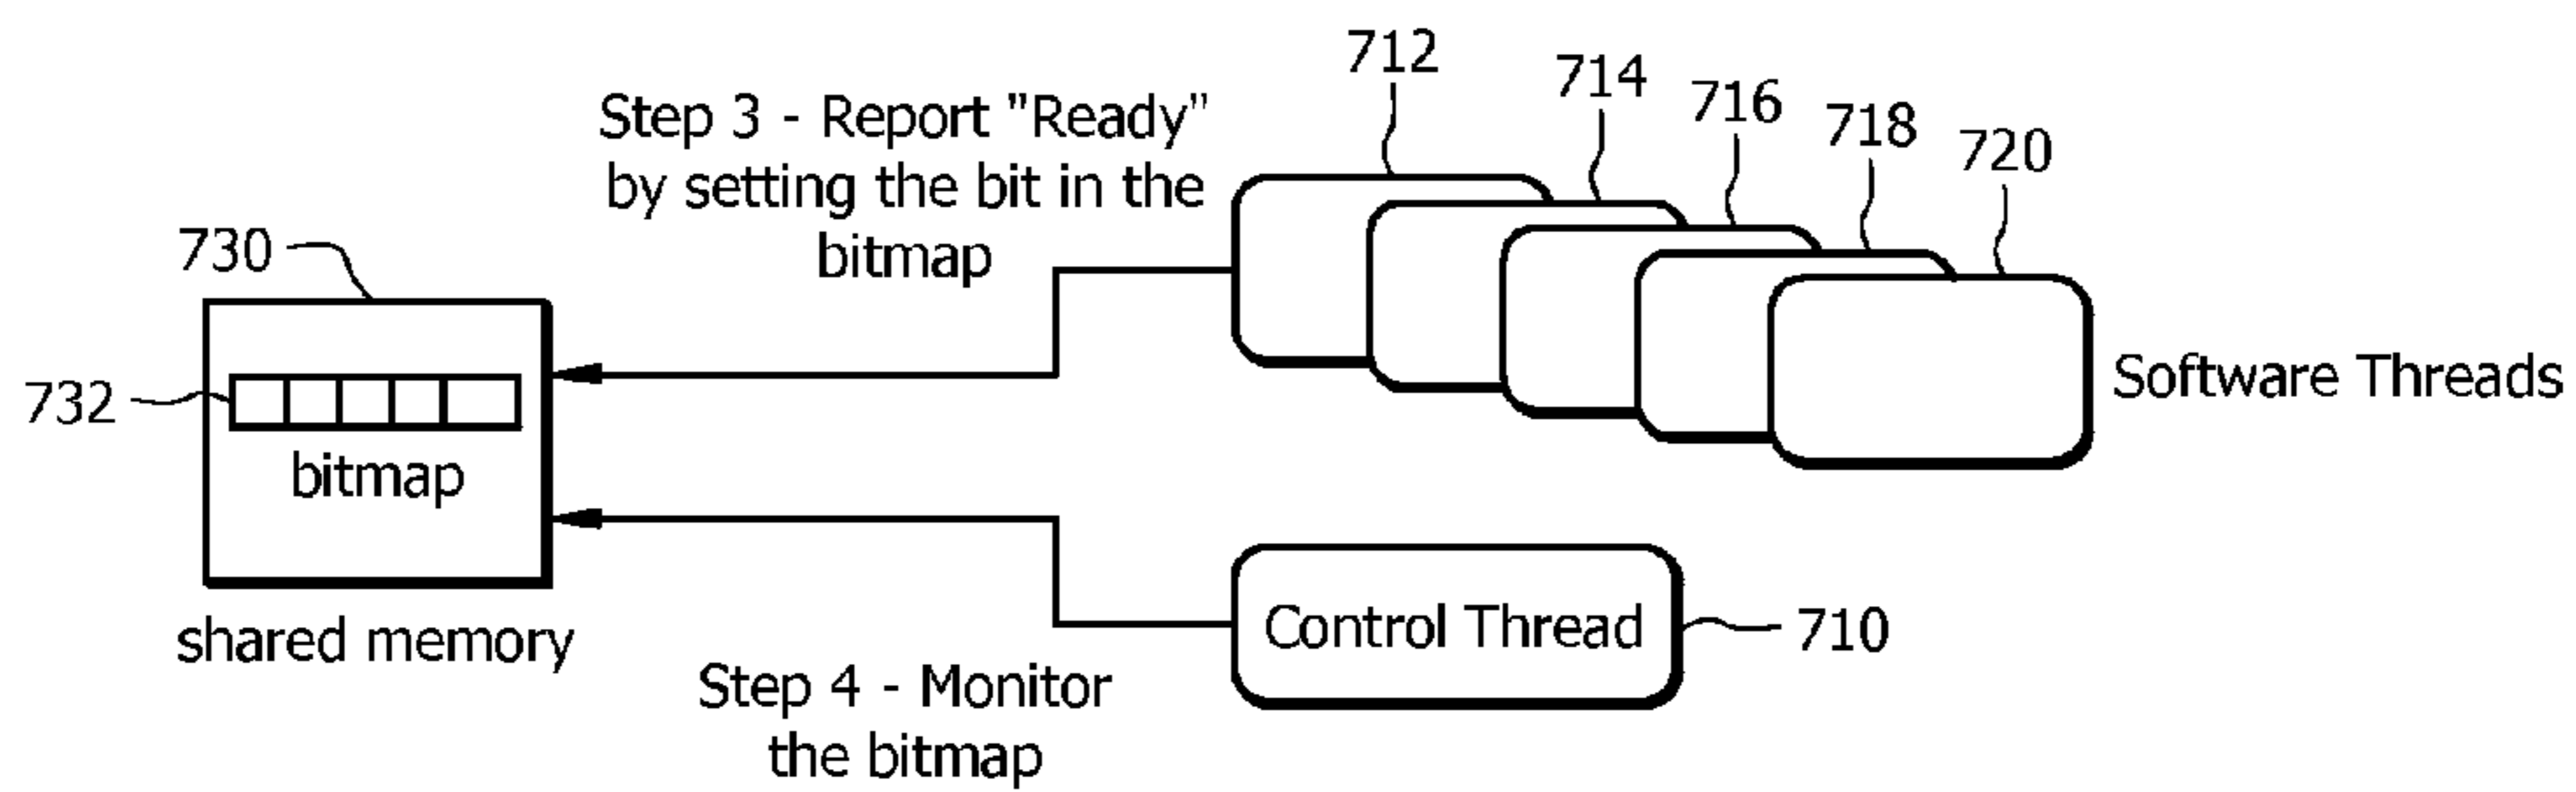 712
714
716
718
720
Step 3 - Report "Ready"
by setting the bit in the
bitmap
730
732
bitmap
shared memory
Software Threads
Control Thread
710
Step 4 - Monitor
the bitmap